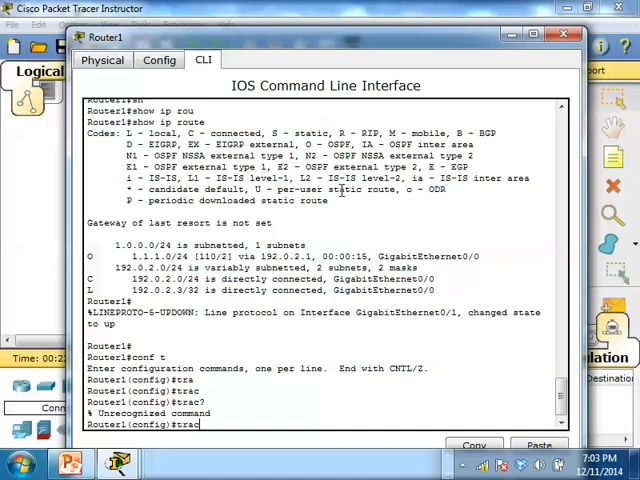 Cisco Packet Tracer Instructor
File Edit
Router1
Physical Config CLI
Logical
IOS Command Line Interface
Router1#sh
Router1#show ip rou
Router1#show ip route
Codes: L - local, C - connected, S - static, R - RIP, M - mobile, B - BGP
D - EIGRP, EX - EIGRP external, O - OSPF, IA - OSPF inter area
N1 - OSPF NSSA external type 1, N2 - OSPF NSSA external type 2
E1 - OSPF external type 1, E2 - OSPF external type 2, E - EGP
i - IS-IS, L1 - IS-IS level-1, L2 - IS-IS level-2, ia - IS-IS inter area
* - candidate default, U - per-user static route, o - ODR
P - periodic downloaded static route
Gateway of last resort is not set
1.0.0.0/24 is subnetted, 1 subnets
O 1.1.1.0/24 [110/2] via 192.0.2.1, 00:00:15, GigabitEthernet0/0
192.0.2.0/24 is variably subnetted, 2 subnets, 2 masks
C 192.0.2.0/24 is directly connected, GigabitEthernet0/0
L 192.0.2.3/32 is directly connected, GigabitEthernet0/0
Router1#
%LINEPROTO-5-UPDOWN: Line protocol on Interface GigabitEthernet0/1, changed state
to up
Router1#
Router1#conf t
Enter configuration commands, one per line. End with CNTL/Z.
Router1(config)#tra
Router1(config)#trac
Router1(config)#trac?
% Unrecognized command
Router1(config)#trac
Copy Paste
Time: 00:2
Destination
7:03 PM
12/11/2014